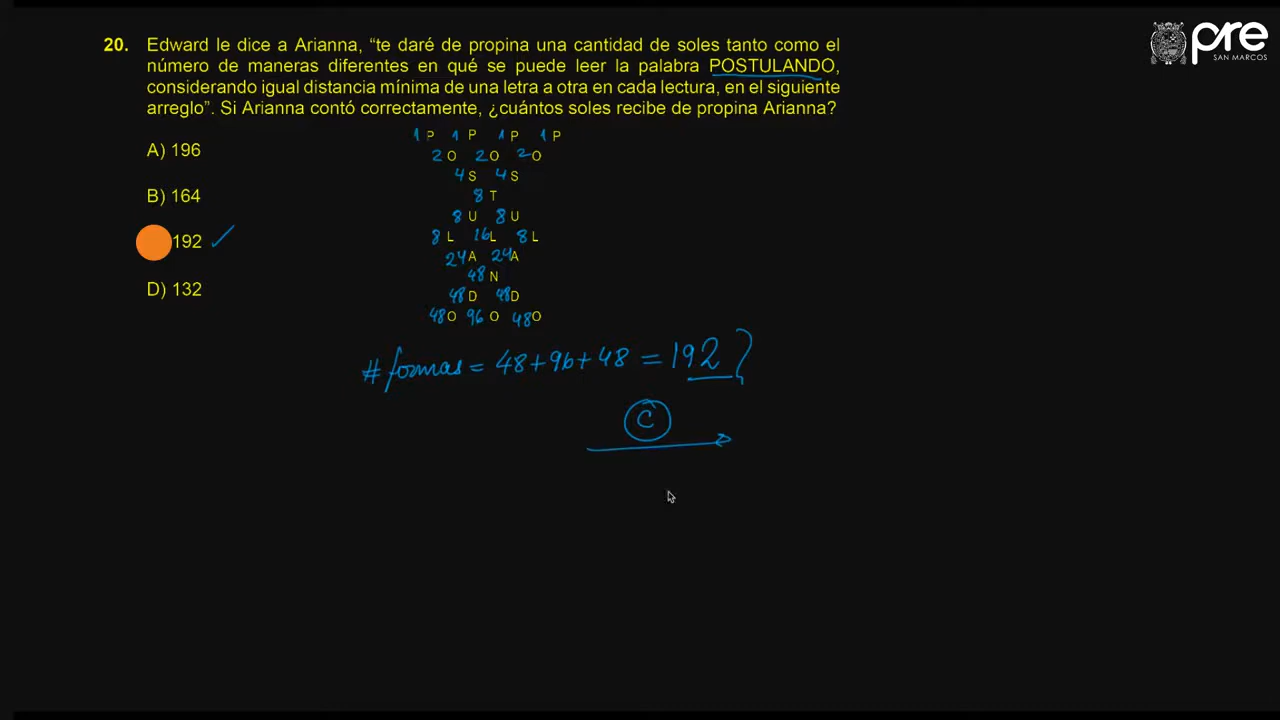 pre
SAN MARCOS
20. Edward le dice a Arianna, “te daré de propina una cantidad de soles tanto como el
número de maneras diferentes en qué se puede leer la palabra POSTULANDO,
considerando igual distancia mínima de una letra a otra en cada lectura, en el siguiente
arreglo”. Si Arianna contó correctamente, ¿cuántos soles recibe de propina Arianna?
A) 196
B) 164
192 ✓
D) 132
1 P 1 P 1 P 1 P
2 O 2 O 2 O
4 S 4 S
8 T
8 U 8 U
8 L 16 L 8 L
24 A 24 A
48 N
48 D 48 D
48 O 96 O 48 O
# formas = 48 + 96 + 48 = 192
C